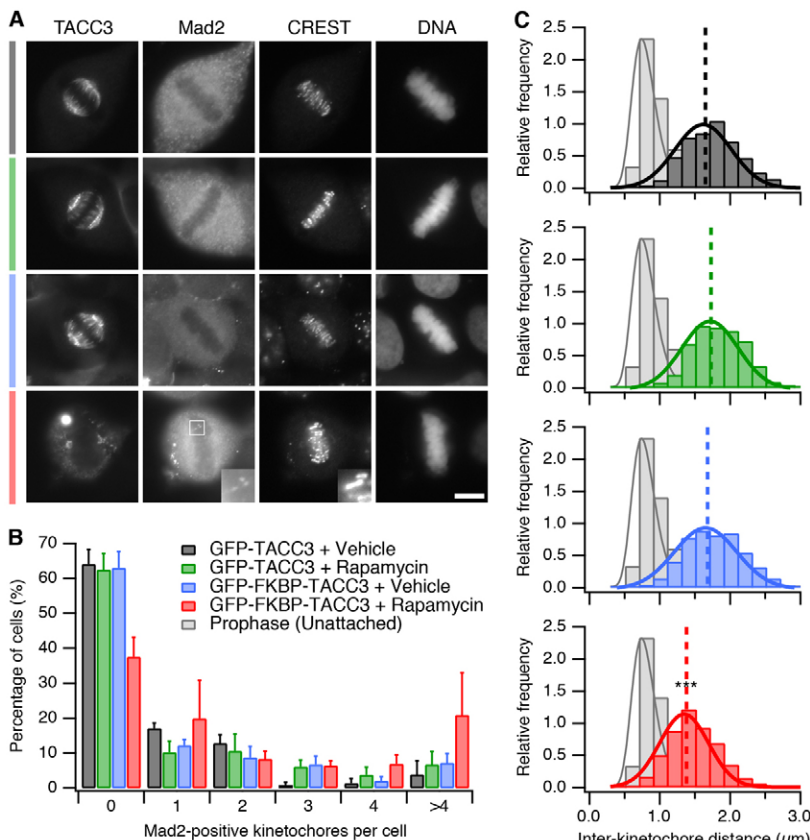 A
TACC3 Mad2 CREST DNA
B
Percentage of cells (%)
70
60
50
40
30
20
10
0
GFP-TACC3 + Vehicle
GFP-TACC3 + Rapamycin
GFP-FKBP-TACC3 + Vehicle
GFP-FKBP-TACC3 + Rapamycin
Prophase (Unattached)
0 1 2 3 4 >4
Mad2-positive kinetochores per cell
C
Relative frequency
2.5
2.0
1.5
1.0
0.5
0.0
Relative frequency
2.5
2.0
1.5
1.0
0.5
0.0
Relative frequency
2.5
2.0
1.5
1.0
0.5
0.0
Relative frequency
2.5
2.0
1.5
1.0
0.5
0.0
***
0.0 1.0 2.0 3.0
Inter-kinetochore distance (μm)